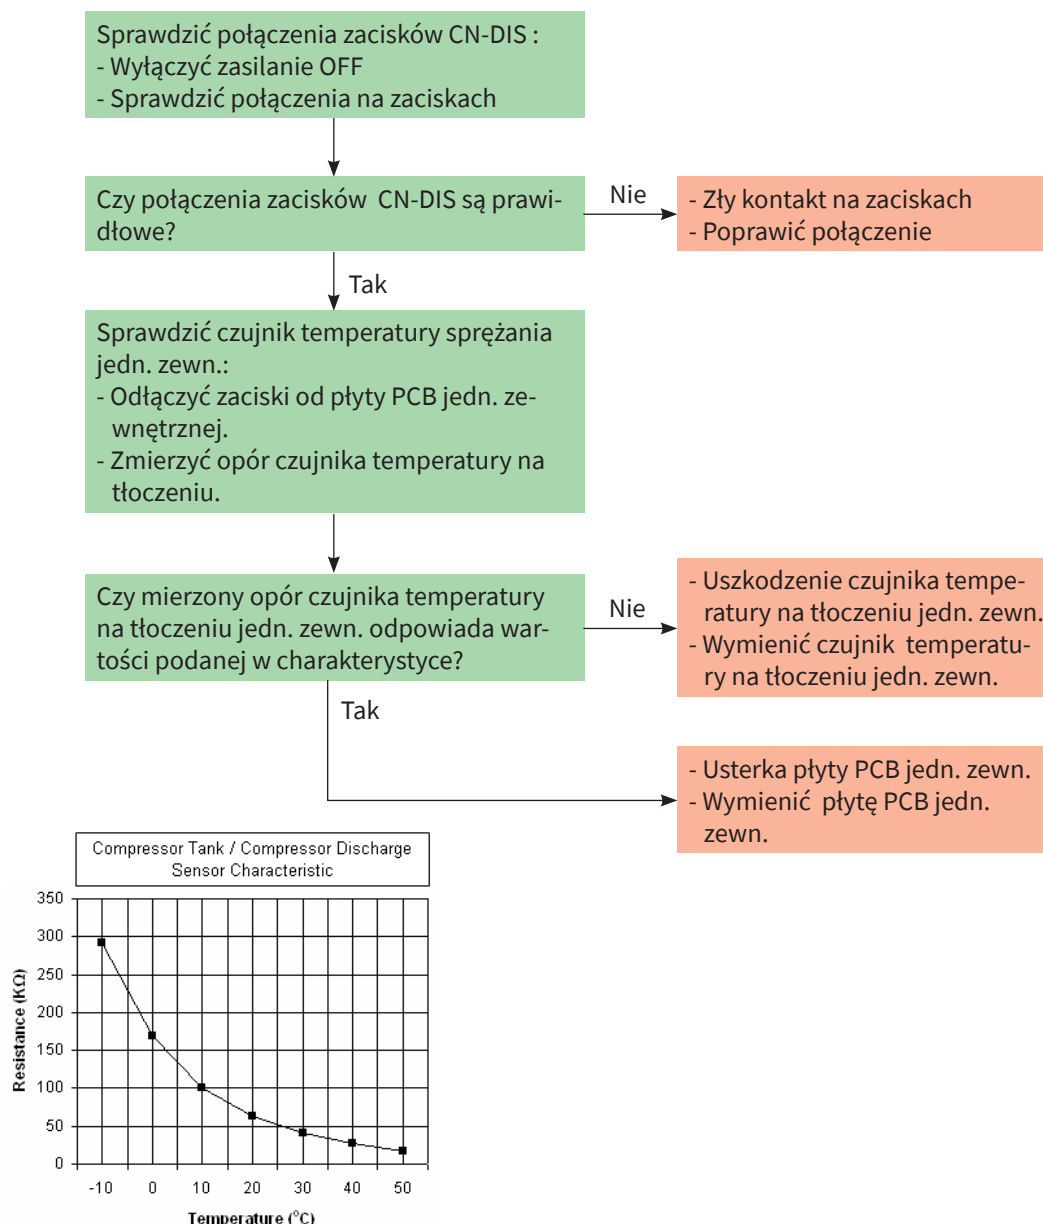 Sprawdzić połączenia zacisków CN-DIS :
- Wyłączyć zasilanie OFF
- Sprawdzić połączenia na zaciskach
Czy połączenia zacisków CN-DIS są prawi-
dłowe?
Nie
- Zły kontakt na zaciskach
- Poprawić połączenie
Tak
Sprawdzić czujnik temperatury sprężania
jedn. zewn.:
- Odłączyć zaciski od płyty PCB jedn. ze-
wnętrznej.
- Zmierzyć opór czujnika temperatury na
tłoczeniu.
Czy mierzony opór czujnika temperatury
na tłoczeniu jedn. zewn. odpowiada war-
tości podanej w charakterystyce?
Nie
- Uszkodzenie czujnika tempe-
ratury na tłoczeniu jedn. zewn.
- Wymienić czujnik temperatu-
ry na tłoczeniu jedn. zewn.
Tak
- Usterka płyty PCB jedn. zewn.
- Wymienić płytę PCB jedn.
zewn.
Compressor Tank / Compressor Discharge
Sensor Characteristic
Resistance (KΩ)
350
300
250
200
150
100
50
0
-10 0 10 20 30 40 50
Temperature (°C)